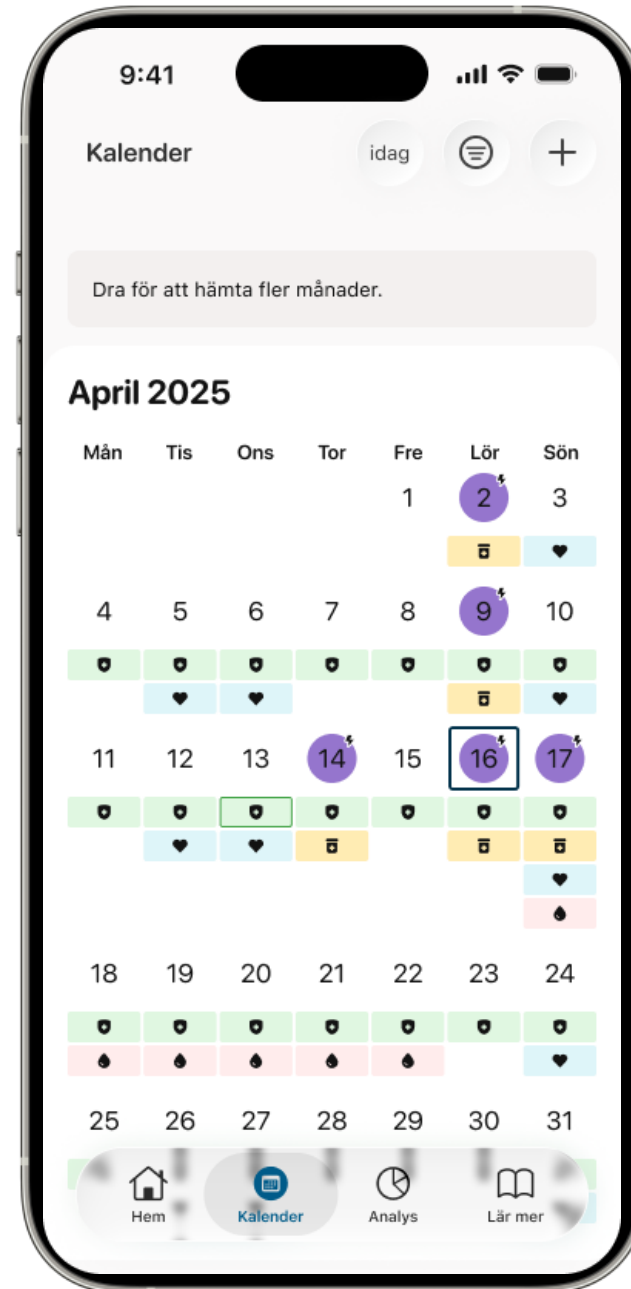 9:41
Kalender idag
Dra för att hämta fler månader.
April 2025
Mån Tis Ons Tor Fre Lör Sön
1 2 3
4 5 6 7 8 9 10
11 12 13 14 15 16 17
18 19 20 21 22 23 24
25 26 27 28 29 30 31
Hem Kalender Analys Lär mer